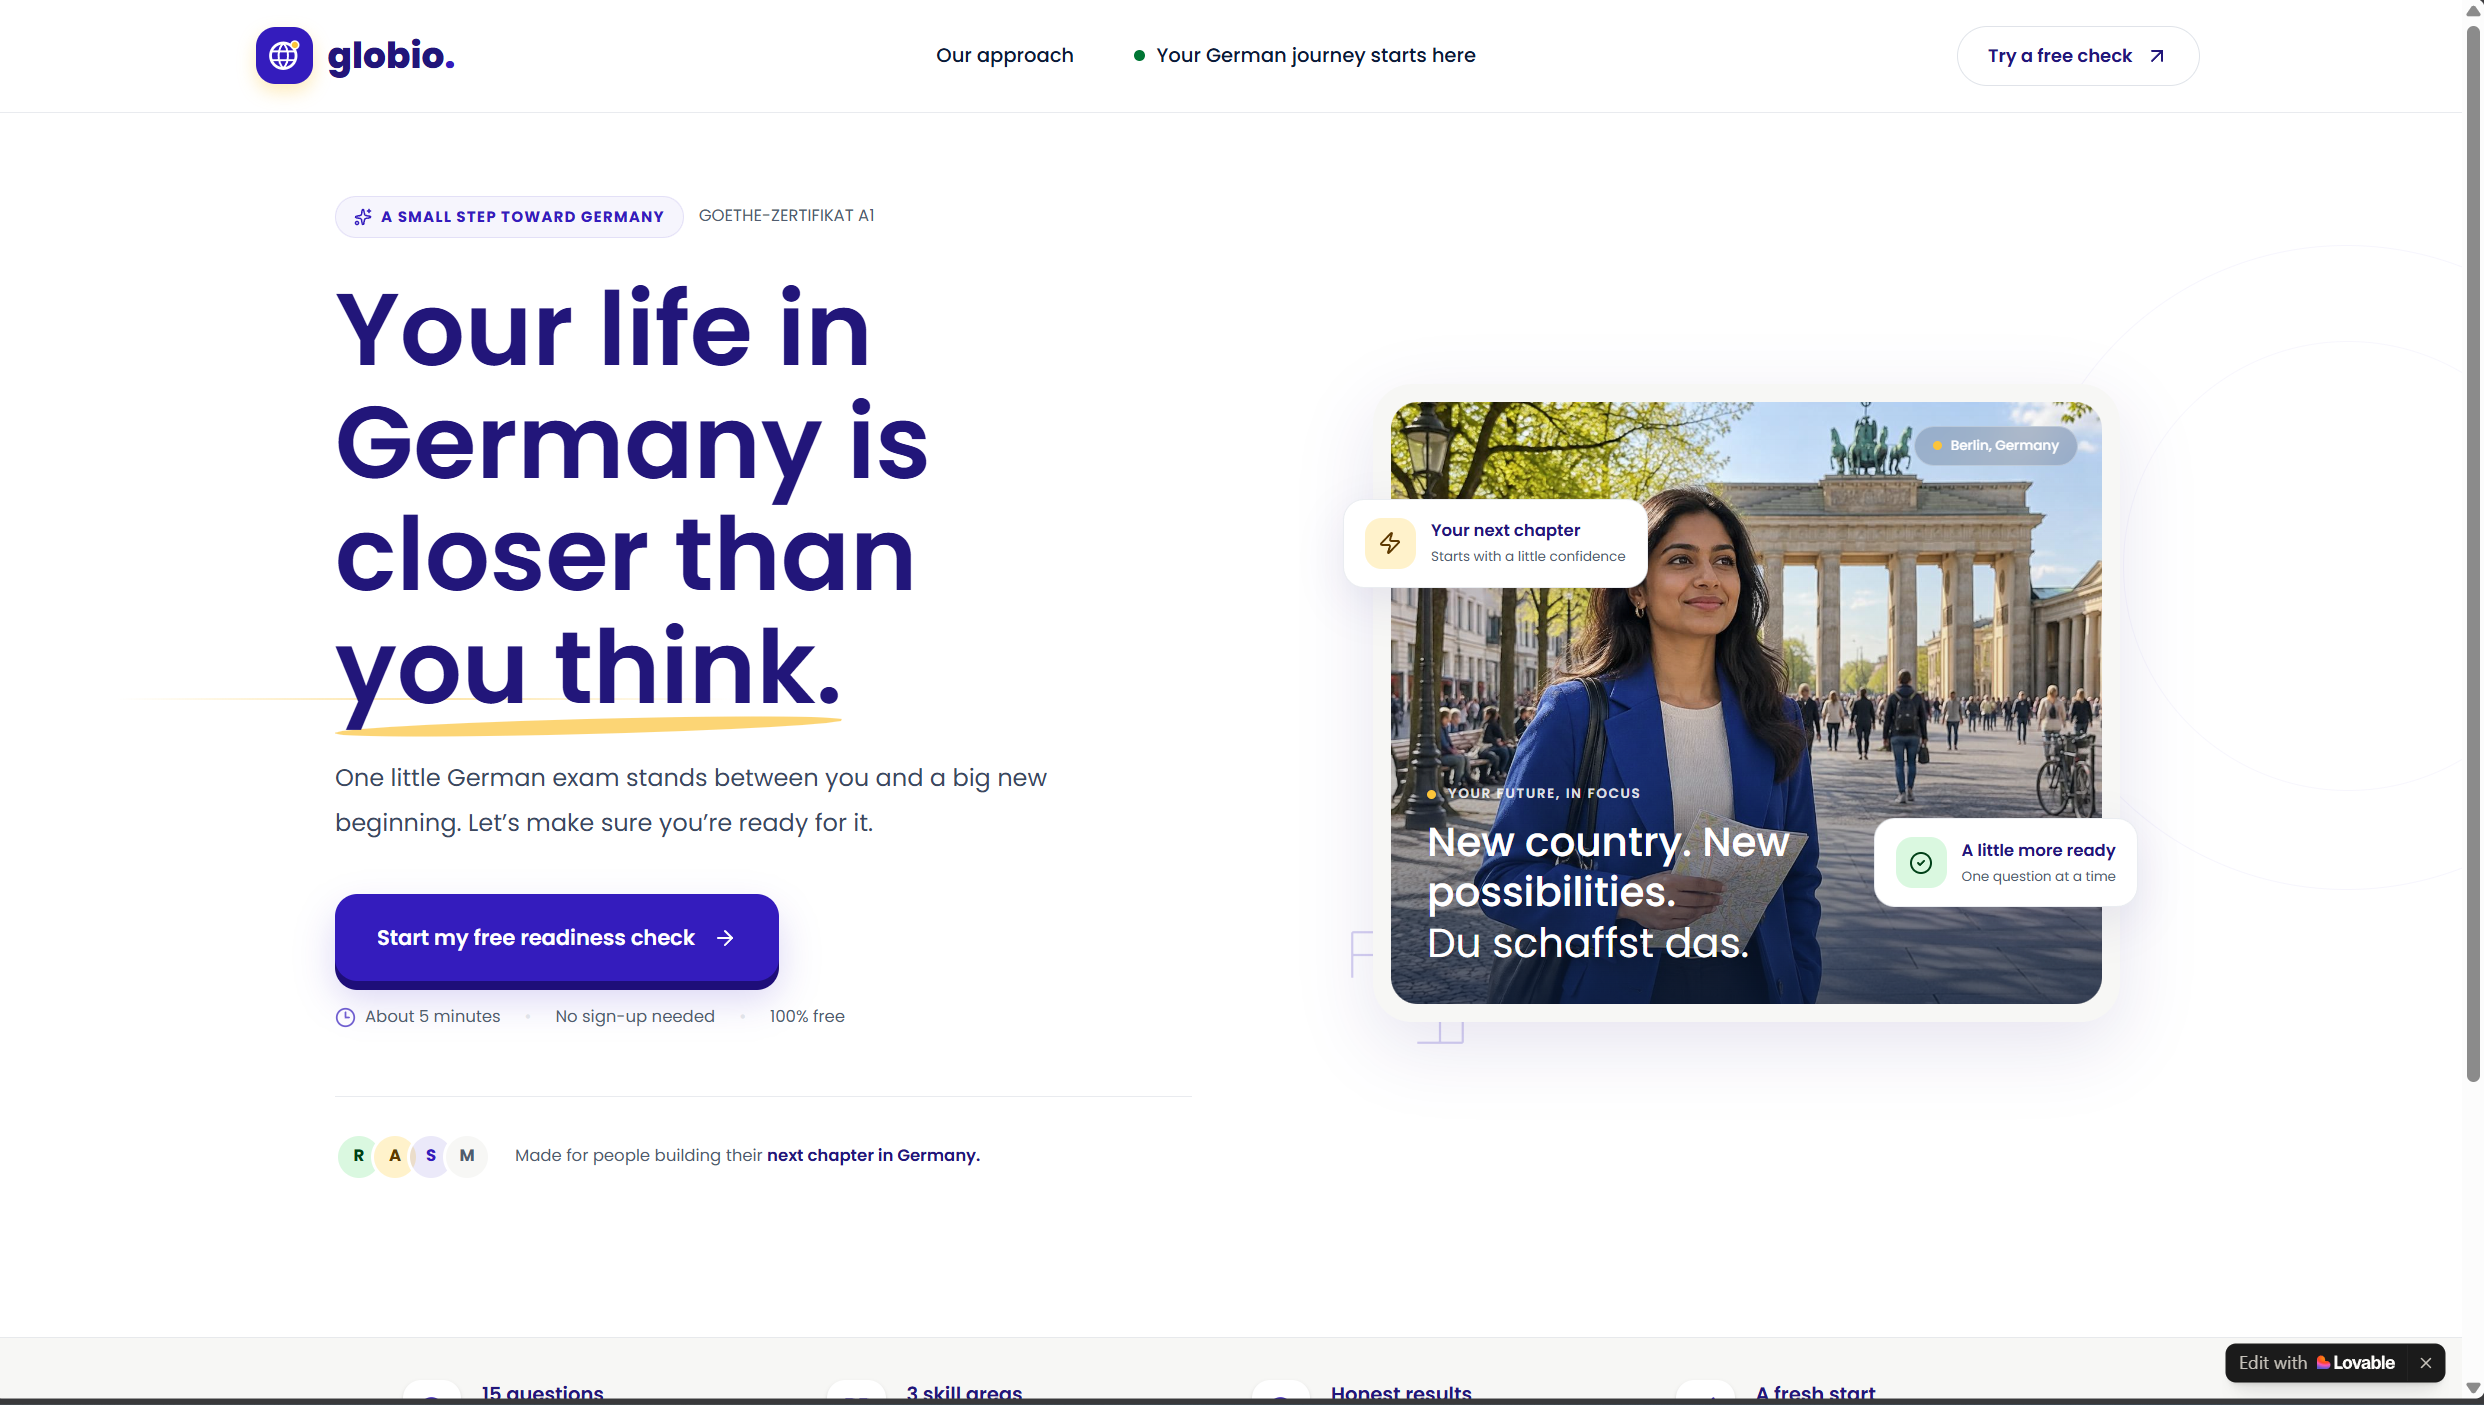 globio.
Our approach
Your German journey starts here
Try a free check
A SMALL STEP TOWARD GERMANY
GOETHE-ZERTIFIKAT A1
Your life in
Germany is
closer than
you think.
One little German exam stands between you and a big new
beginning. Let’s make sure you’re ready for it.
Start my free readiness check
About 5 minutes
No sign-up needed
100% free
R A S M
Made for people building their next chapter in Germany.
Berlin, Germany
Your next chapter
Starts with a little confidence
YOUR FUTURE, IN FOCUS
New country. New
possibilities.
Du schaffst das.
A little more ready
One question at a time
15 questions
3 skill areas
Honest results
A fresh start
Edit with Lovable